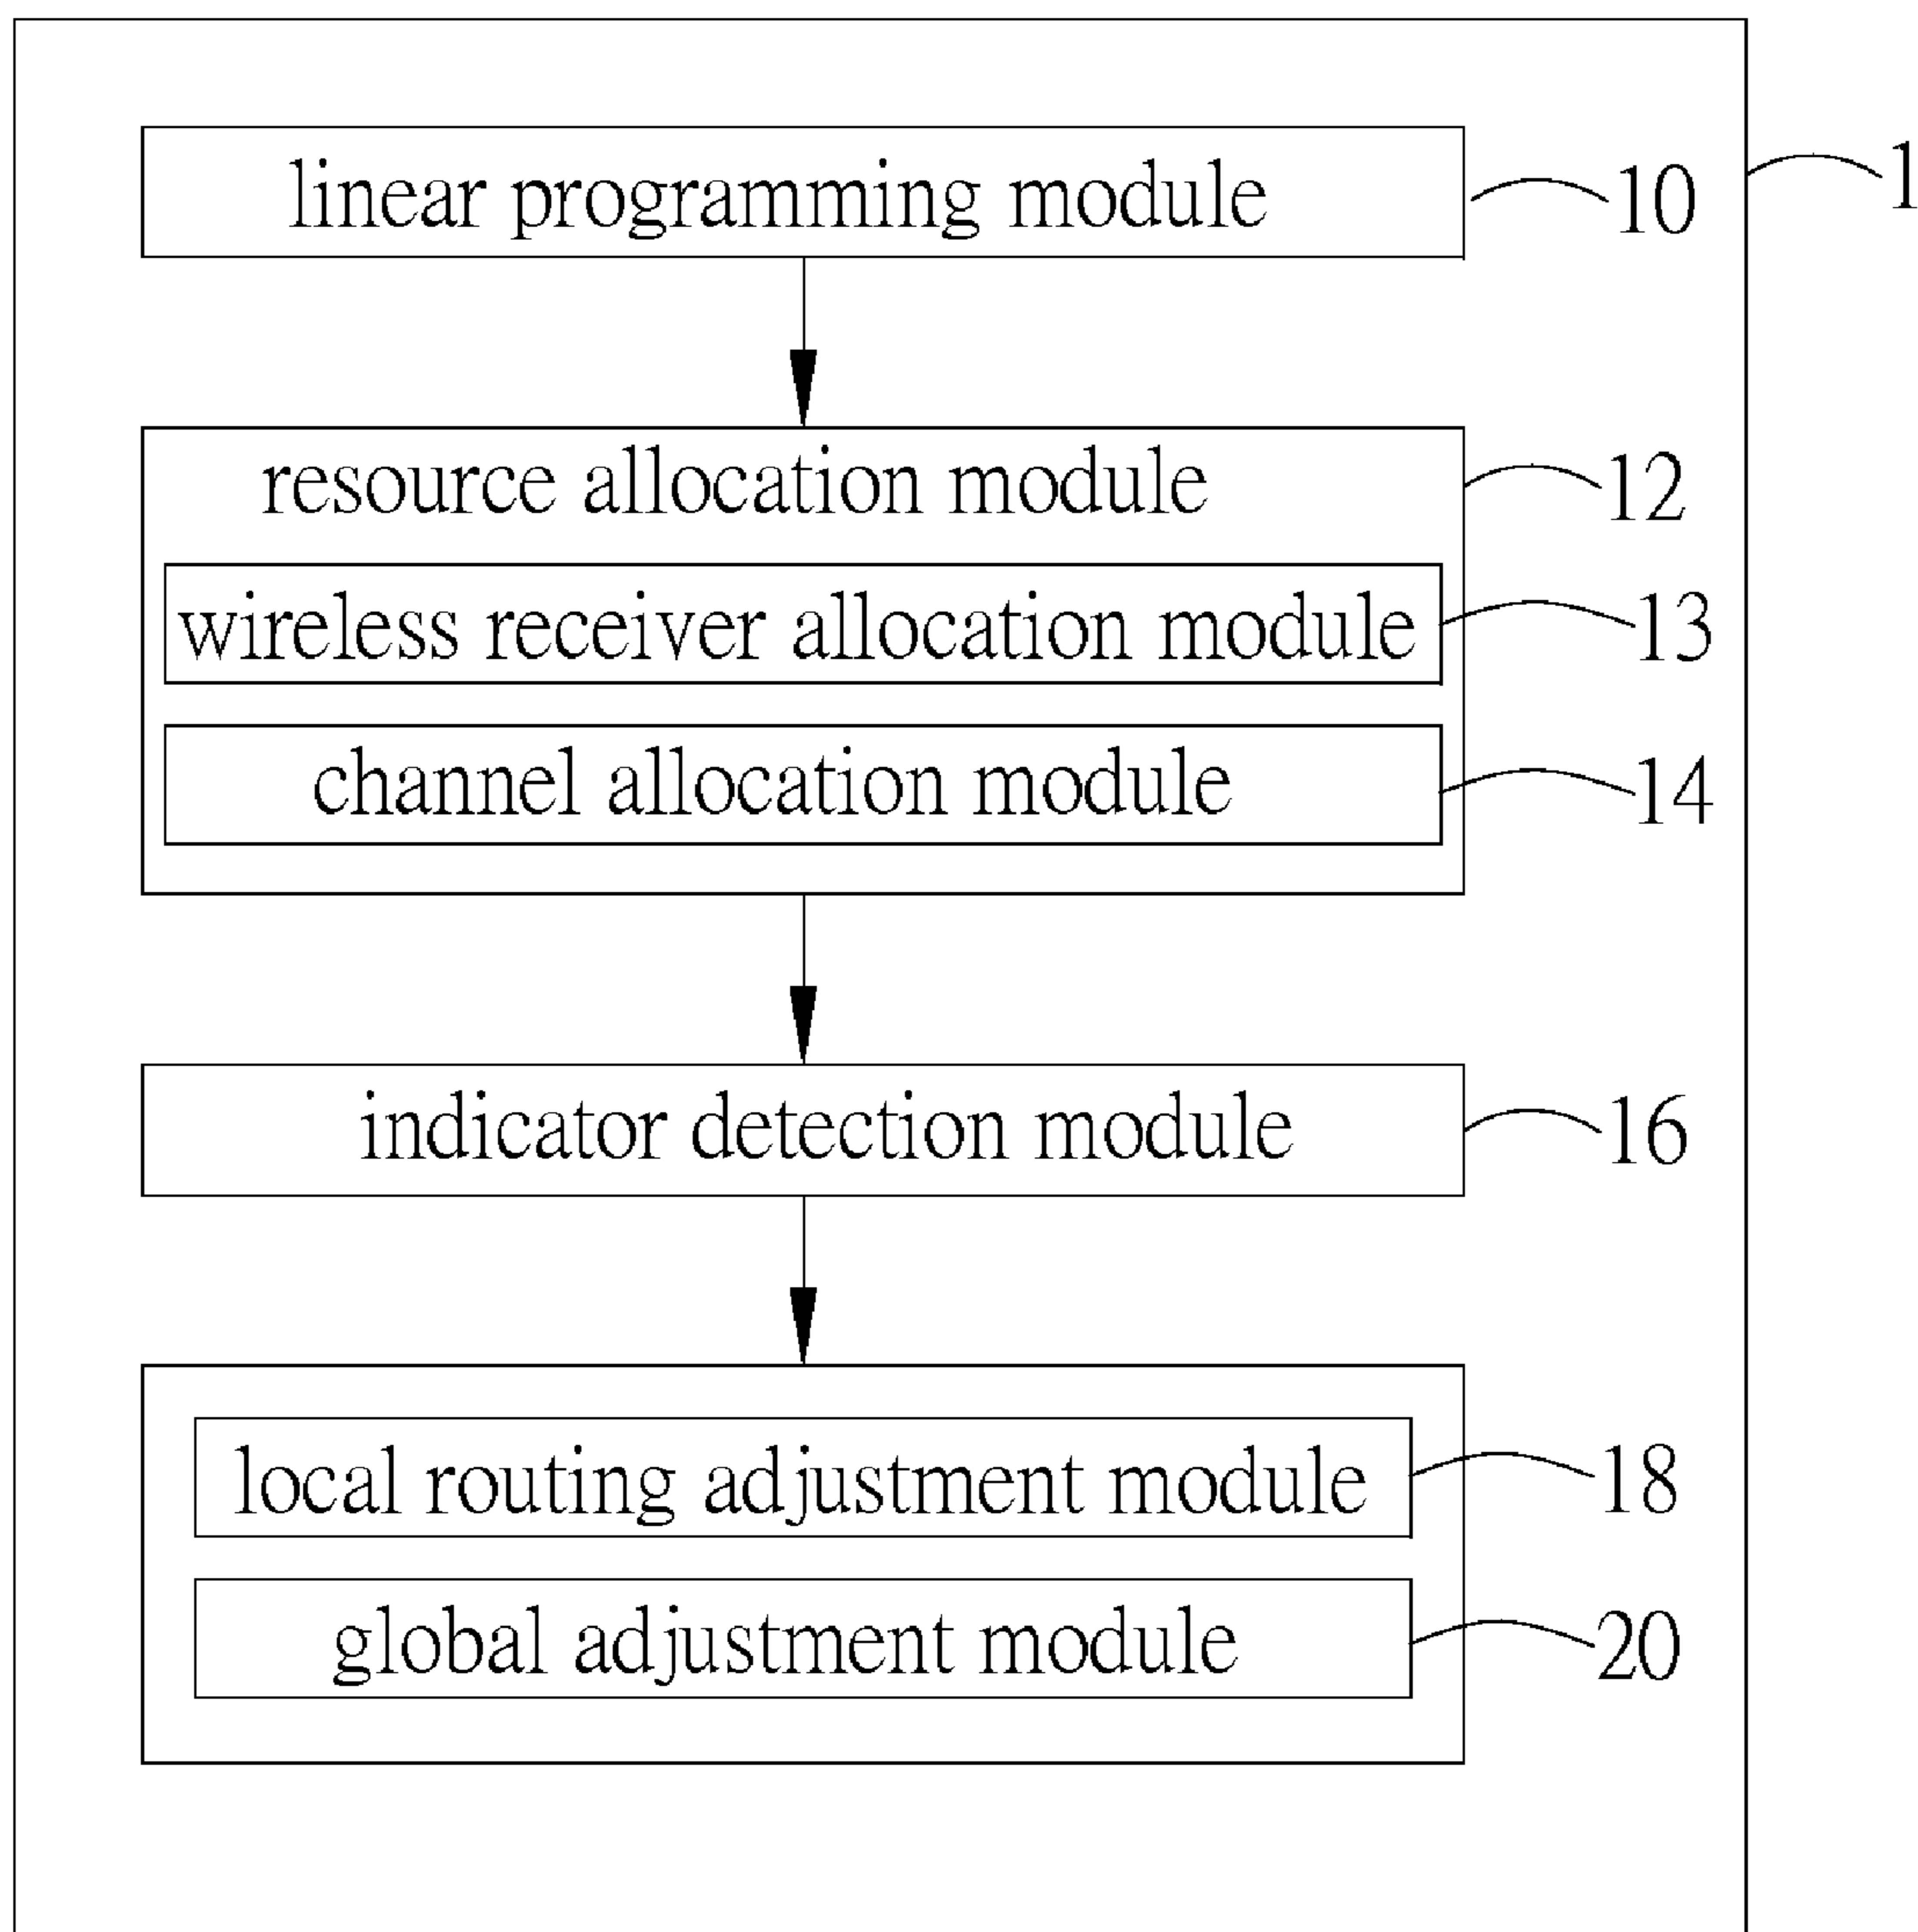 linear programming module 10 1
resource allocation module 12
wireless receiver allocation module 13
channel allocation module 14
indicator detection module 16
local routing adjustment module 18
global adjustment module 20